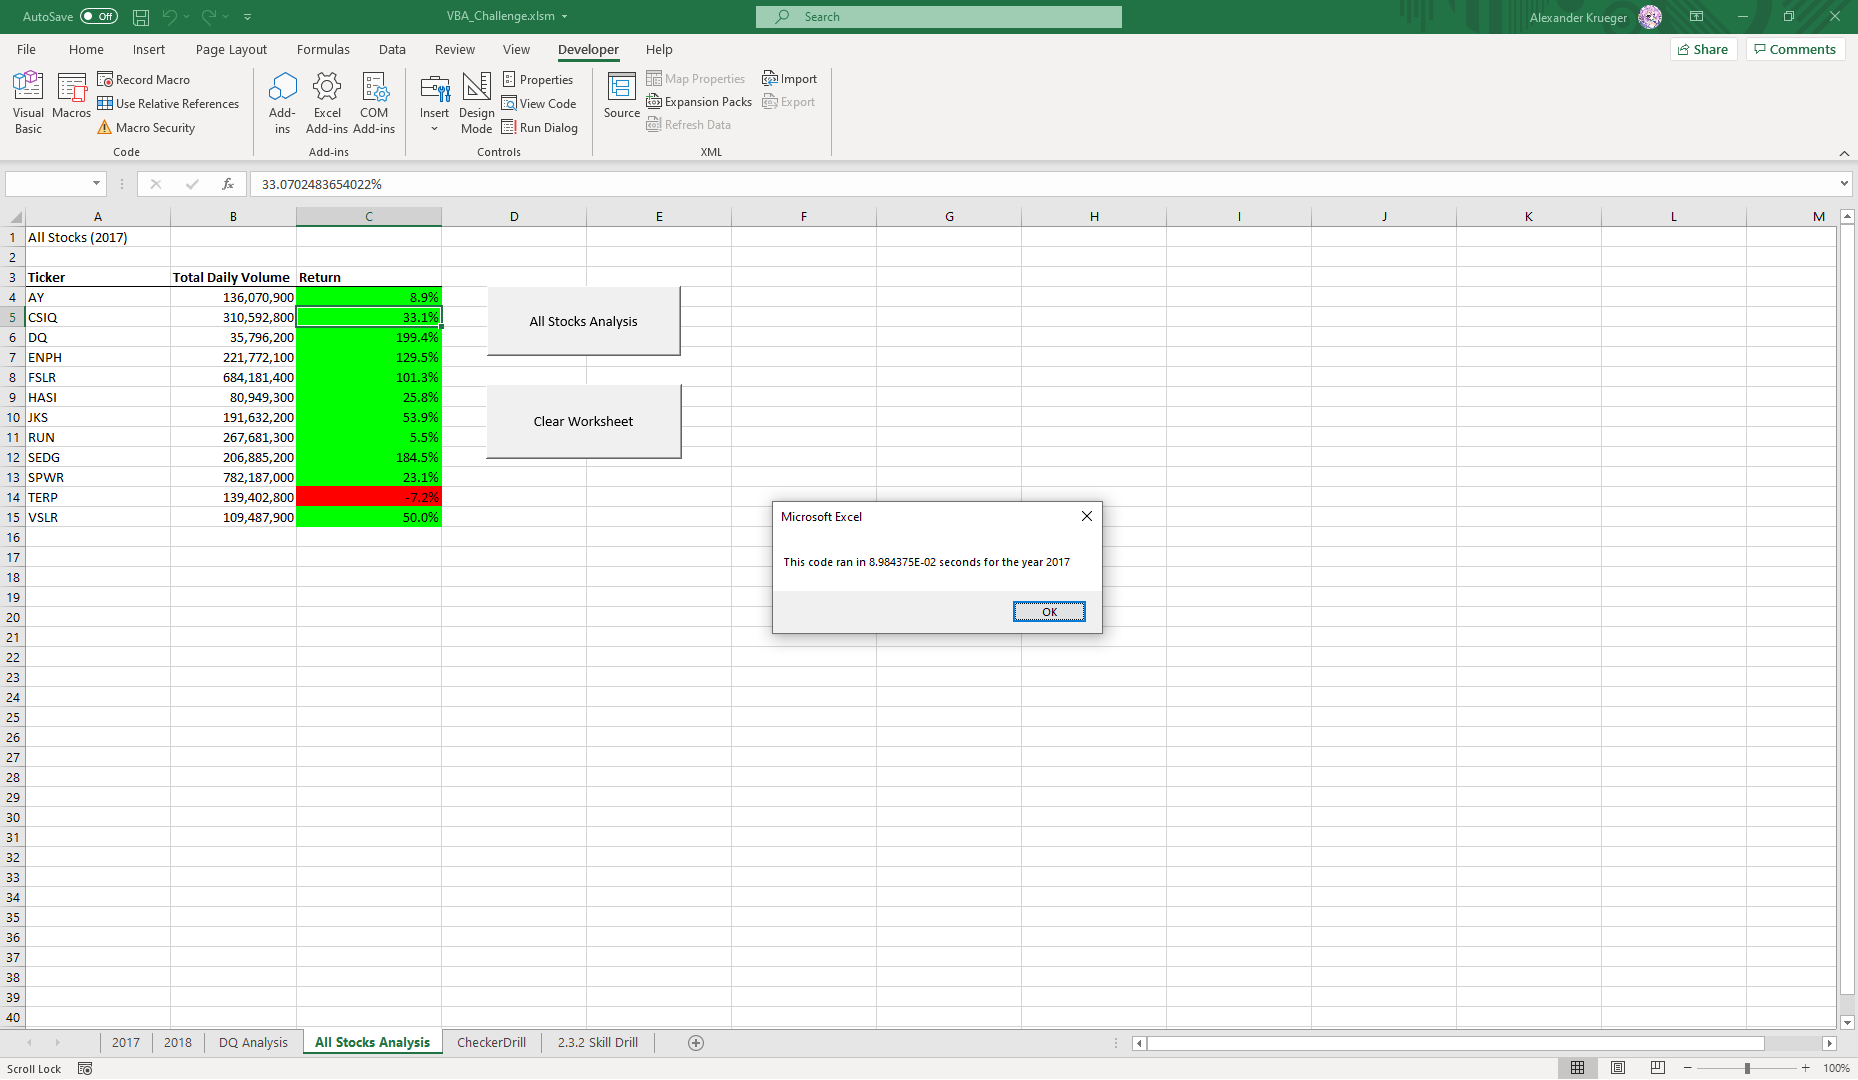 AutoSave Off VBA_Challenge.xlsm Search Alexander Krueger
File Home Insert Page Layout Formulas Data Review View Developer Help Share Comments
Visual Basic
Macros
Record Macro
Use Relative References
Macro Security
Code
Add-ins
Excel Add-ins
COM Add-ins
Add-ins
Insert
Design Mode
Properties
View Code
Run Dialog
Controls
Source
Map Properties
Expansion Packs
Refresh Data
Import
Export
XML
fx 33.0702483654022%
A B C D E F G H I J K L M
1 All Stocks (2017)
2
3 Ticker Total Daily Volume Return
4 AY 136,070,900 8.9%
5 CSIQ 310,592,800 33.1%
6 DQ 35,796,200 199.4%
7 ENPH 221,772,100 129.5%
8 FSLR 684,181,400 101.3%
9 HASI 80,949,300 25.8%
10 JKS 191,632,200 53.9%
11 RUN 267,681,300 5.5%
12 SEDG 206,885,200 184.5%
13 SPWR 782,187,000 23.1%
14 TERP 139,402,800 -7.2%
15 VSLR 109,487,900 50.0%
16
17
18
19
20
21
22
23
24
25
26
27
28
29
30
31
32
33
34
35
36
37
38
39
40
All Stocks Analysis
Clear Worksheet
Microsoft Excel
This code ran in 8.984375E-02 seconds for the year 2017
OK
2017 2018 DQ Analysis All Stocks Analysis CheckerDrill 2.3.2 Skill Drill
Scroll Lock 100%